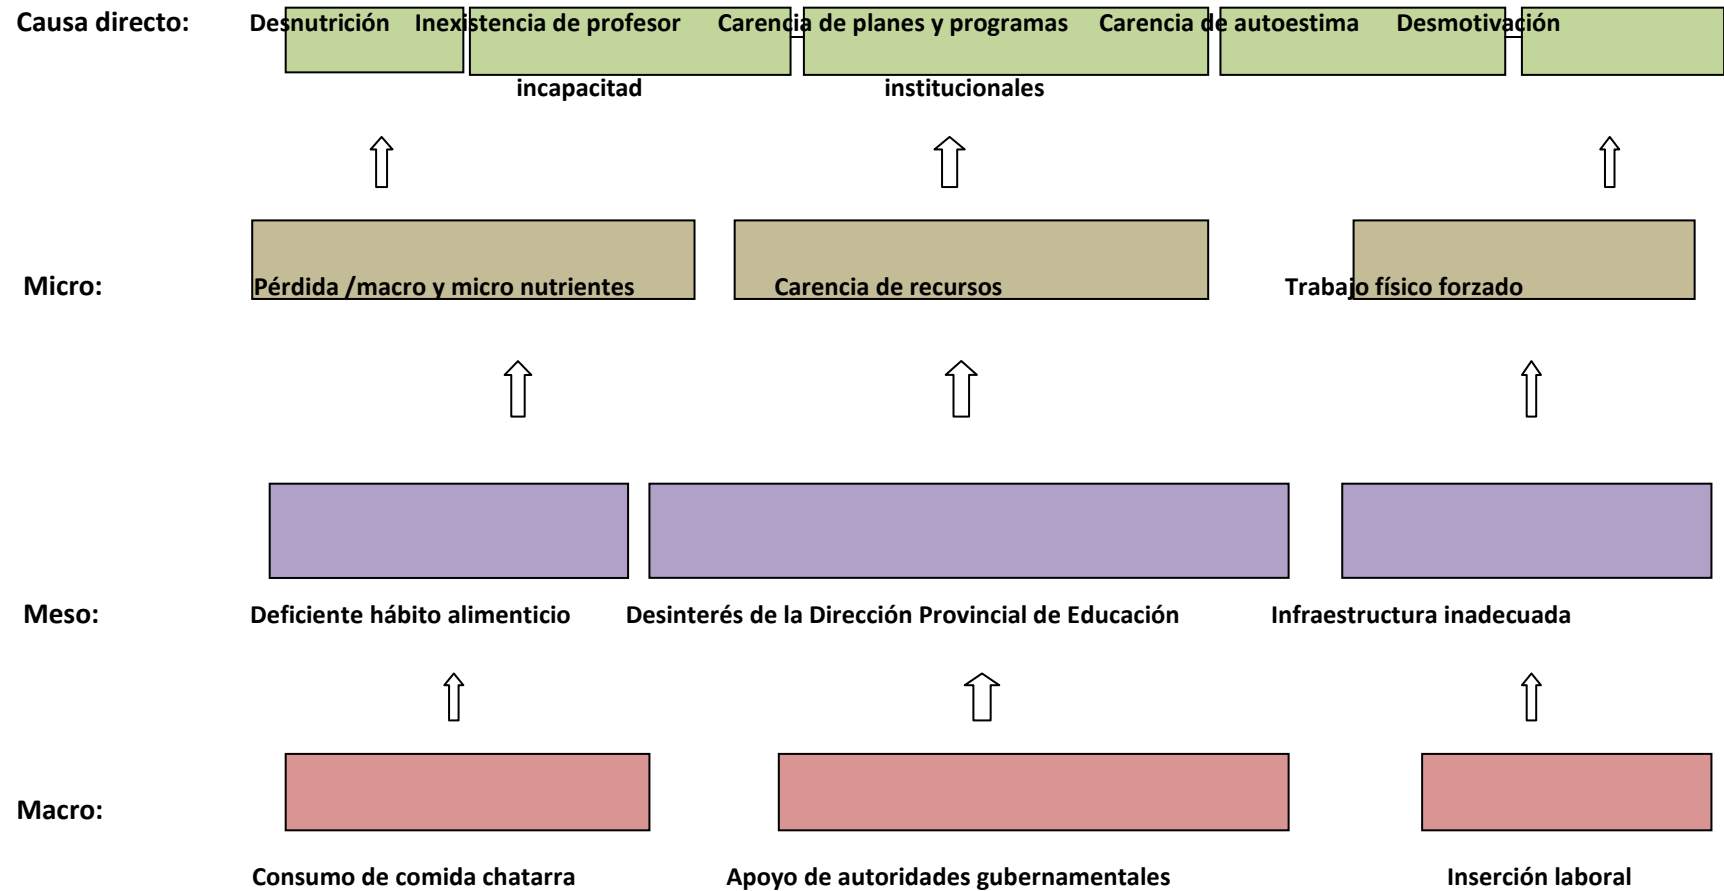 Causa directo: Desnutrición Inexistencia de profesor Carencia de planes y programas Carencia de autoestima Desmotivación
incapacitad institucionales
Micro: Pérdida /macro y micro nutrientes Carencia de recursos Trabajo físico forzado
Meso: Deficiente hábito alimenticio Desinterés de la Dirección Provincial de Educación Infraestructura inadecuada
Macro:
Consumo de comida chatarra Apoyo de autoridades gubernamentales Inserción laboral